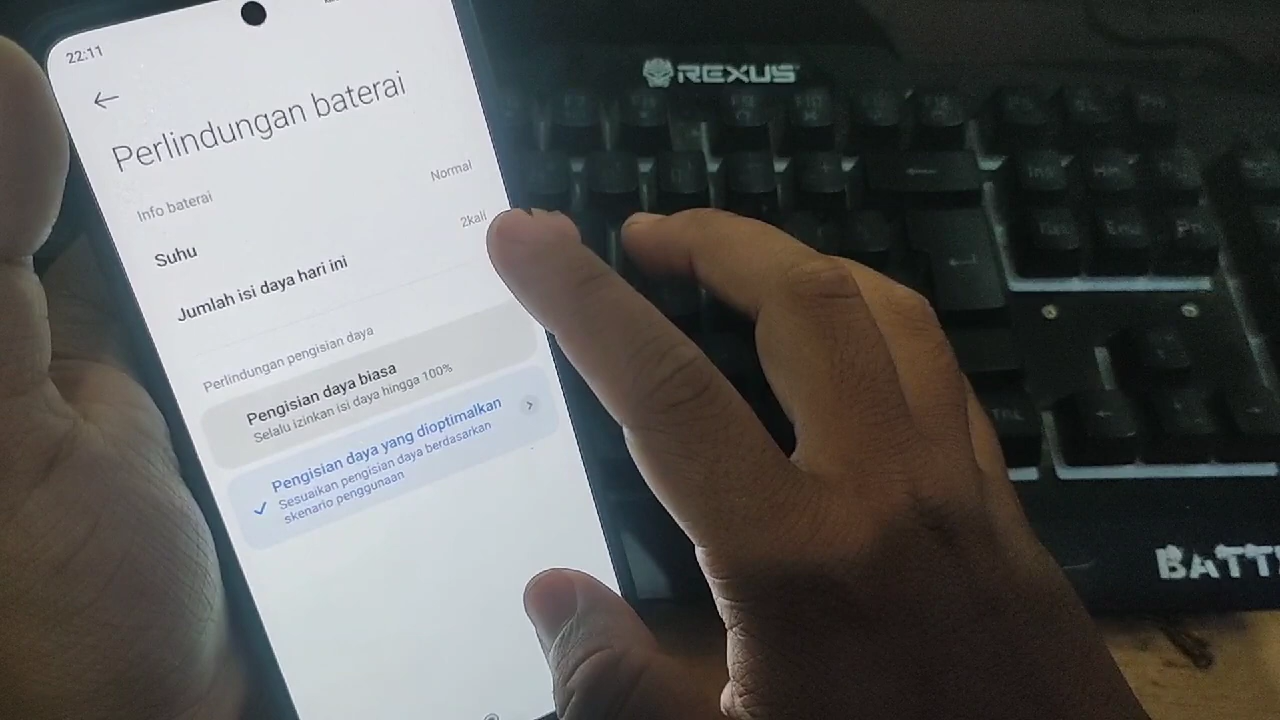 22:11
Perlindungan baterai
Info baterai
Suhu
Normal
Jumlah isi daya hari ini
2kali
Perlindungan pengisian daya
Pengisian daya biasa
Selalu izinkan isi daya hingga 100%
Pengisian daya yang dioptimalkan
Sesuaikan pengisian daya berdasarkan
skenario penggunaan
REXUS